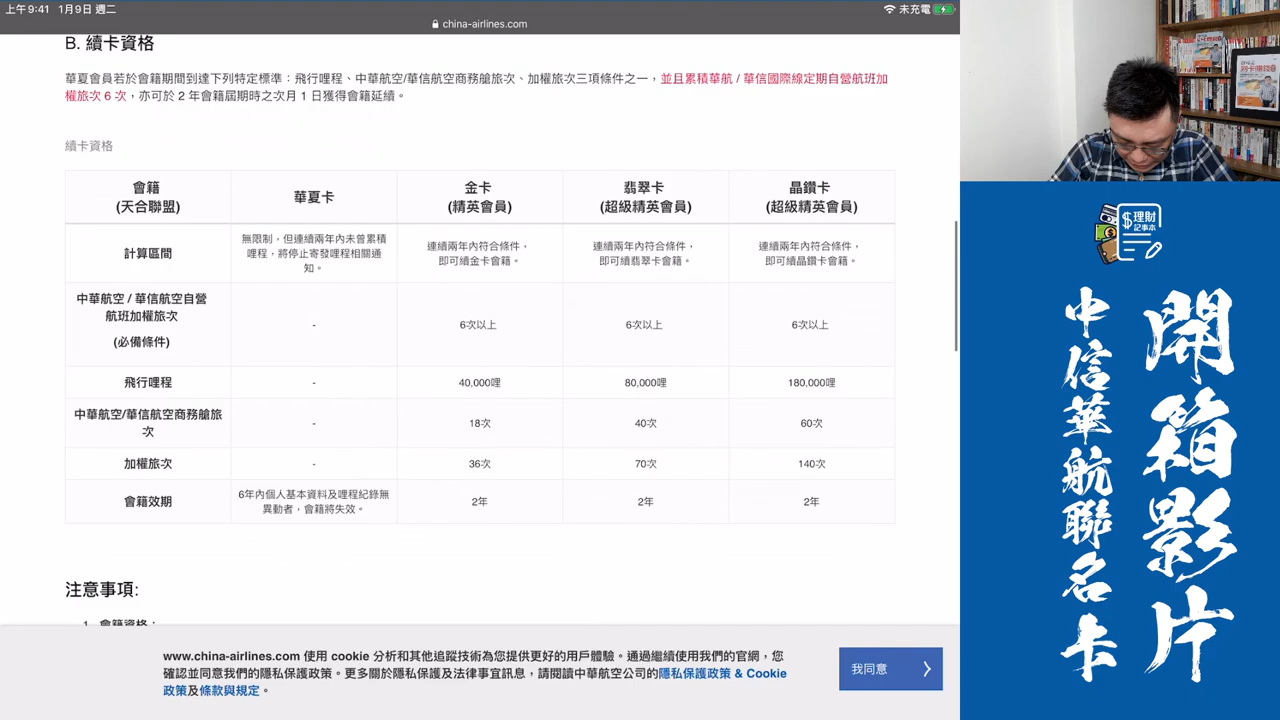 上午9:41 1月9日 週二
未充電
china-airlines.com
B. 續卡資格
華夏會員若於會籍期間到達下列特定標準：飛行哩程、中華航空/華信航空商務艙旅次、加權旅次三項條件之一，並且累積華航 / 華信國際線定期自營航班加
權旅次 6 次，亦可於 2 年會籍屆期時之次月 1 日獲得會籍延續。
續卡資格
會籍
(天合聯盟)
華夏卡
金卡
(精英會員)
翡翠卡
(超級精英會員)
晶鑽卡
(超級精英會員)
計算區間
無限制，但連續兩年內未曾累積
哩程，將停止寄發哩程相關通
知。
連續兩年內符合條件，
即可續金卡會籍。
連續兩年內符合條件，
即可續翡翠卡會籍。
連續兩年內符合條件，
即可續晶鑽卡會籍。
中華航空 / 華信航空自營
航班加權旅次
(必備條件)
-
6次以上
6次以上
6次以上
飛行哩程
-
40,000哩
80,000哩
180,000哩
中華航空/華信航空商務艙旅
次
-
18次
40次
60次
加權旅次
-
36次
70次
140次
會籍效期
6年內個人基本資料及哩程紀錄無
異動者，會籍將失效。
2年
2年
2年
注意事項:
1. 會籍資格：
www.china-airlines.com 使用 cookie 分析和其他追蹤技術為您提供更好的用戶體驗。通過繼續使用我們的官網，您
確認並同意我們的隱私保護政策。更多關於隱私保護及法律事宜訊息，請閱讀中華航空公司的隱私保護政策 & Cookie
政策及條款與規定。
我同意
$理財
記事本
開箱影片
中信華航聯名卡